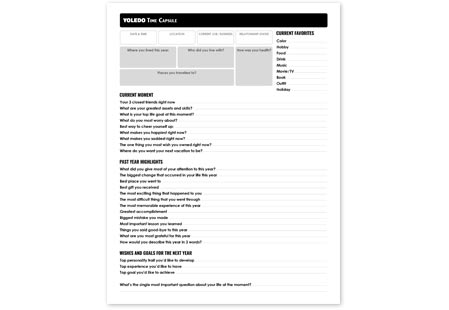 YOLEDO TIME CAPSULE
DATE & TIME
LOCATION
CURRENT JOB / BUSINESS
RELATIONSHIP STATUS
Where you lived this year:
Who did you live with?
How was your health?
Places you travelled to?
CURRENT FAVORITES
Color
Hobby
Food
Drink
Music
Movie/TV
Book
Outfit
Holiday
CURRENT MOMENT
Your 3 closest friends right now
What are your greatest assets and skills?
What is your top life goal at this moment?
What do you most worry about?
Best way to cheer yourself up
What makes you happiest right now?
What makes you saddest right now?
The one thing you most wish you owned right now?
Where do you want your next vacation to be?
PAST YEAR HIGHLIGHTS
What did you give most of your attention to this year?
The biggest change that occurred in your life this year
Best place you went to
Best gift you received
The most exciting thing that happened to you
The most difficult thing that you went through
The most memorable experience of this year
Greatest accomplishment
Biggest mistake you made
Most important lesson you learned
Things you said good-bye to this year
What are you most grateful for this year
How would you describe this year in 3 words?
WISHES AND GOALS FOR THE NEXT YEAR
Top personality trait you'd like to develop
Top experience you'd like to have
Top goal you'd like to achieve
What's the single most important question about your life at the moment?